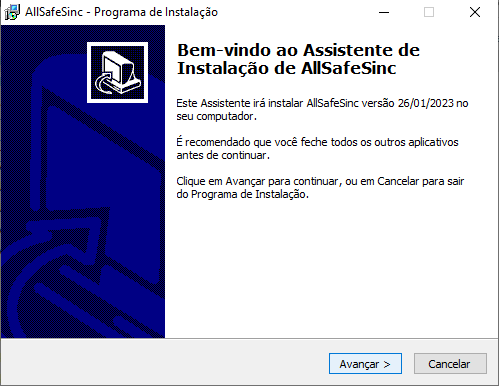 AllSafeSinc - Programa de Instalação
Bem-vindo ao Assistente de
Instalação de AllSafeSinc
Este Assistente irá instalar AllSafeSinc versão 26/01/2023 no
seu computador.
É recomendado que você feche todos os outros aplicativos
antes de continuar.
Clique em Avançar para continuar, ou em Cancelar para sair
do Programa de Instalação.
Avançar >
Cancelar